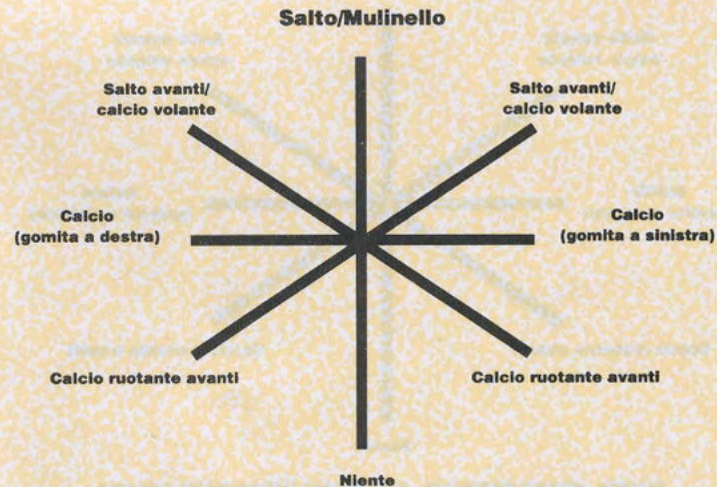 Salto/Mulinello
Salto avanti/
calcio volante
Salto avanti/
calcio volante
Calcio
(gomita a destra)
Calcio
(gomita a sinistra)
Calcio ruotante avanti
Calcio ruotante avanti
Niente